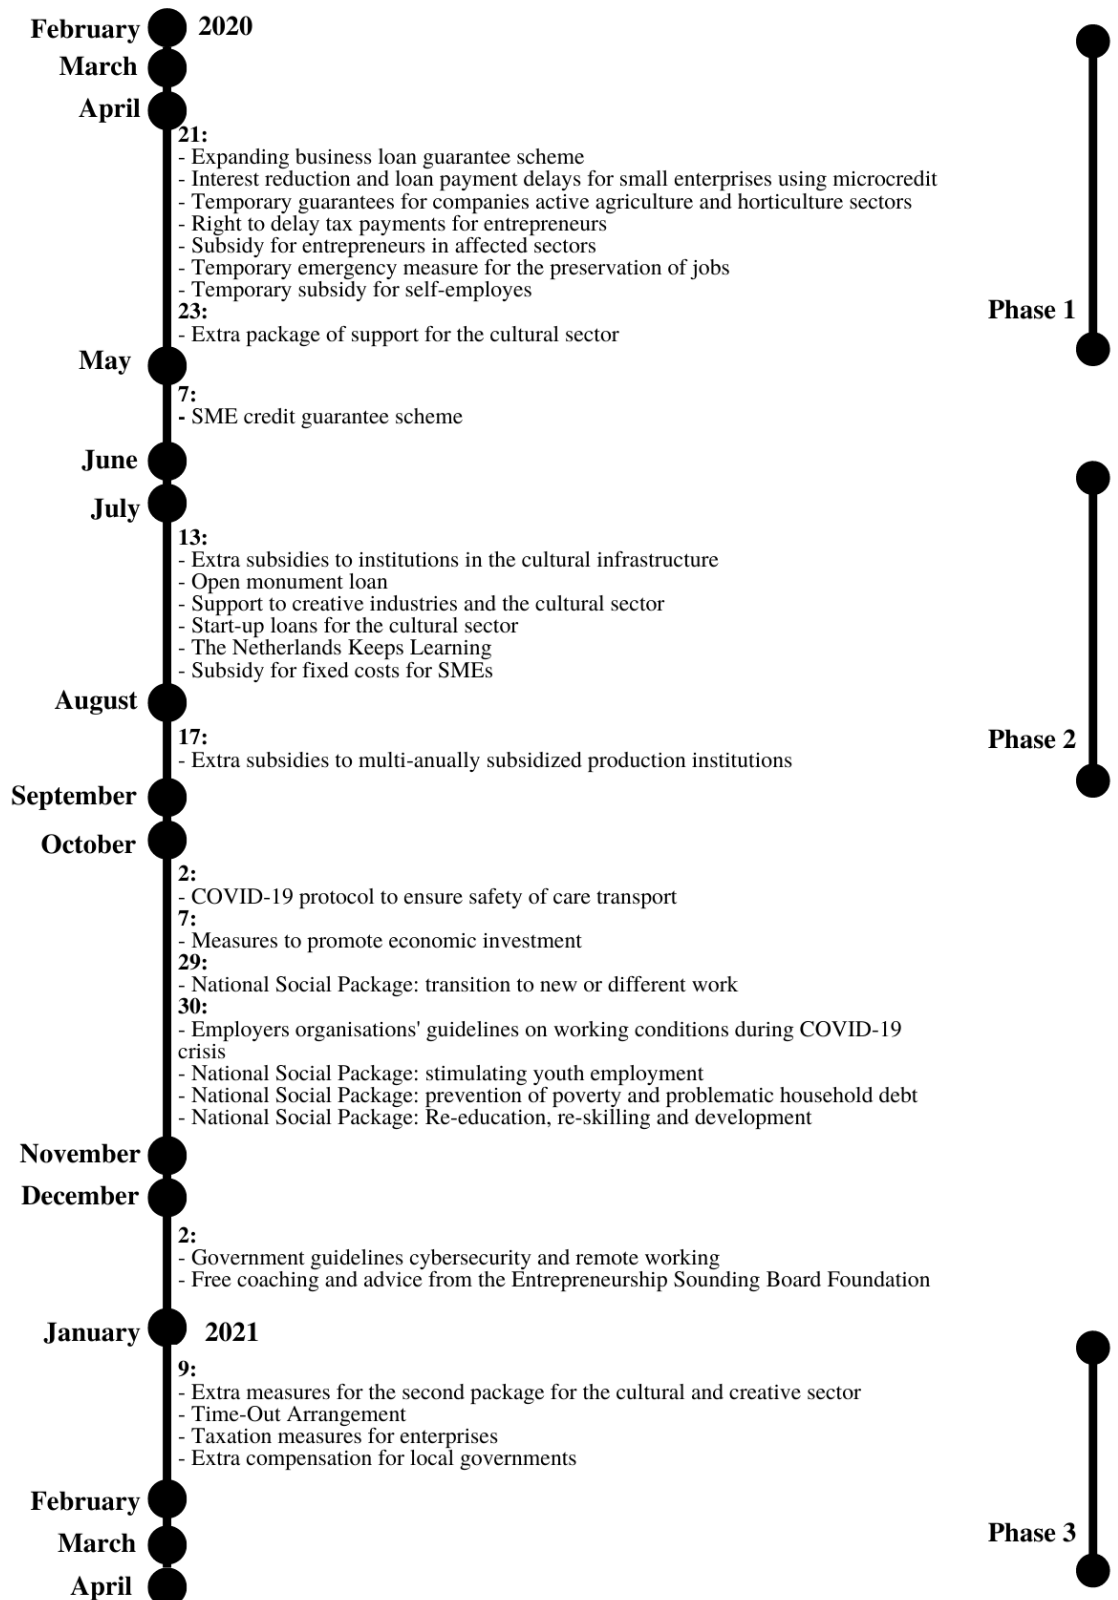 February 2020
March
April
21:
- Expanding business loan guarantee scheme
- Interest reduction and loan payment delays for small enterprises using microcredit
- Temporary guarantees for companies active agriculture and horticulture sectors
- Right to delay tax payments for entrepreneurs
- Subsidy for entrepreneurs in affected sectors
- Temporary emergency measure for the preservation of jobs
- Temporary subsidy for self-employes
23:
Phase 1
- Extra package of support for the cultural sector
May
7:
- SME credit guarantee scheme
June
July
13:
- Extra subsidies to institutions in the cultural infrastructure
- Open monument loan
- Support to creative industries and the cultural sector
- Start-up loans for the cultural sector
- The Netherlands Keeps Learning
- Subsidy for fixed costs for SMEs
August
17:
Phase 2
- Extra subsidies to multi-anually subsidized production institutions
September
October
2:
- COVID-19 protocol to ensure safety of care transport
7:
- Measures to promote economic investment
29:
- National Social Package: transition to new or different work
30:
- Employers organisations' guidelines on working conditions during COVID-19
crisis
- National Social Package: stimulating youth employment
- National Social Package: prevention of poverty and problematic household debt
- National Social Package: Re-education, re-skilling and development
November
December
2:
- Government guidelines cybersecurity and remote working
- Free coaching and advice from the Entrepreneurship Sounding Board Foundation
January 2021
9:
- Extra measures for the second package for the cultural and creative sector
- Time-Out Arrangement
- Taxation measures for enterprises
- Extra compensation for local governments
February
Phase 3
March
April